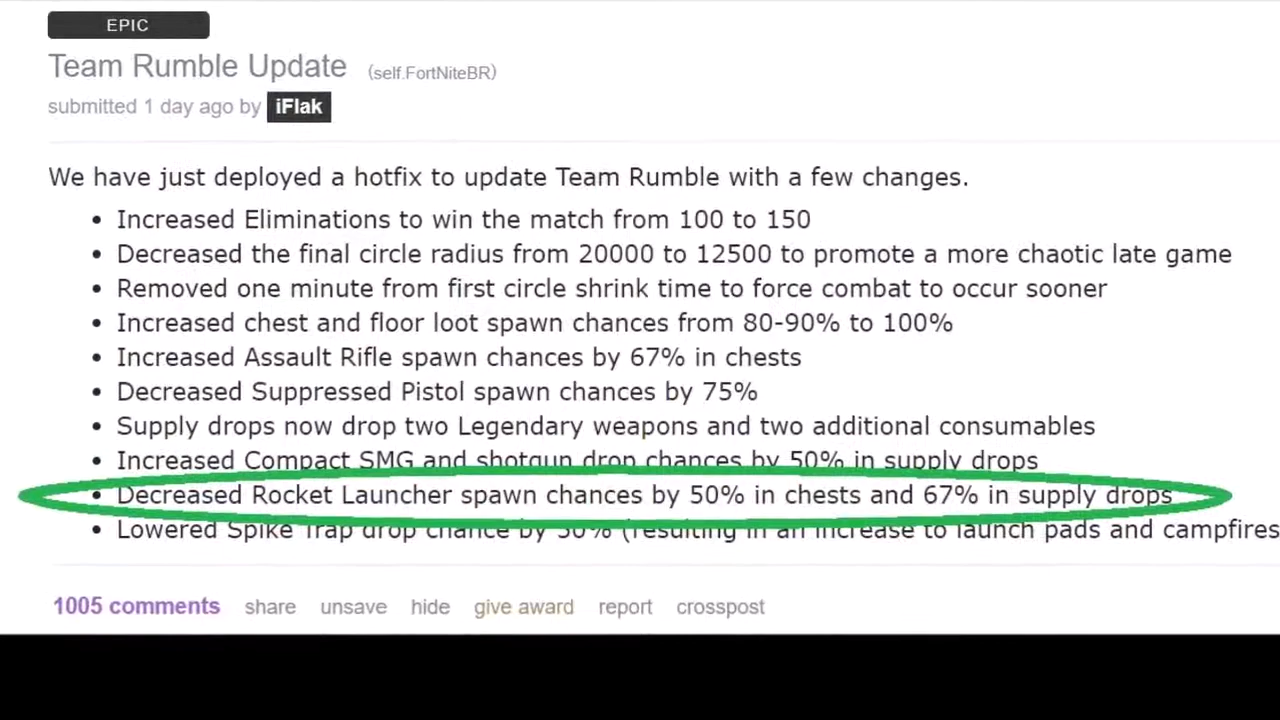 EPIC
Team Rumble Update (self.FortNiteBR)
submitted 1 day ago by iFlak
We have just deployed a hotfix to update Team Rumble with a few changes.
• Increased Eliminations to win the match from 100 to 150
• Decreased the final circle radius from 20000 to 12500 to promote a more chaotic late game
• Removed one minute from first circle shrink time to force combat to occur sooner
• Increased chest and floor loot spawn chances from 80-90% to 100%
• Increased Assault Rifle spawn chances by 67% in chests
• Decreased Suppressed Pistol spawn chances by 75%
• Supply drops now drop two Legendary weapons and two additional consumables
• Increased Compact SMG and shotgun drop chances by 50% in supply drops
• Decreased Rocket Launcher spawn chances by 50% in chests and 67% in supply drops
• Lowered Spike Trap drop chance by 50% (resulting in an increase to launch pads and campfires
1005 comments share unsave hide give award report crosspost